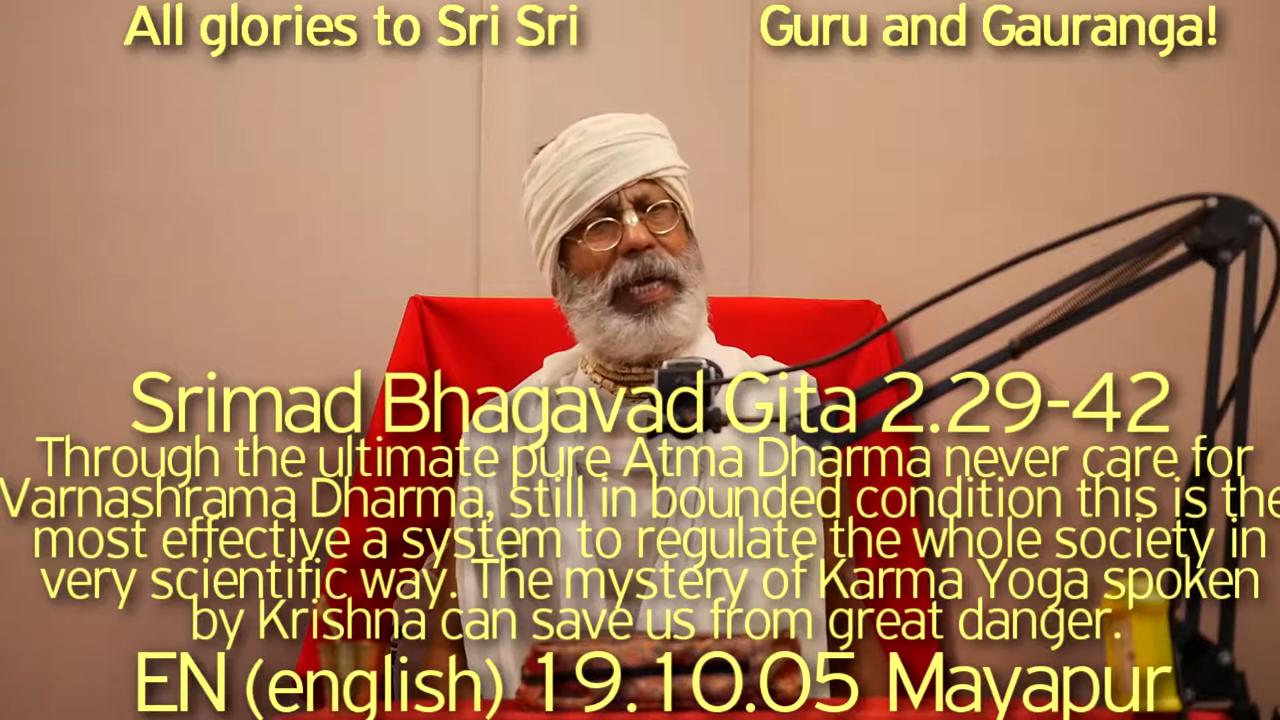 All glories to Sri Sri Guru and Gauranga!
Srimad Bhagavad Gita 2.29-42
Through the ultimate pure Atma Dharma never care for
Varnashrama Dharma, still in bounded condition this is the
most effective a system to regulate the whole society in
very scientific way. The mystery of Karma Yoga spoken
by Krishna can save us from great danger.
EN (english) 19.10.05 Mayapur